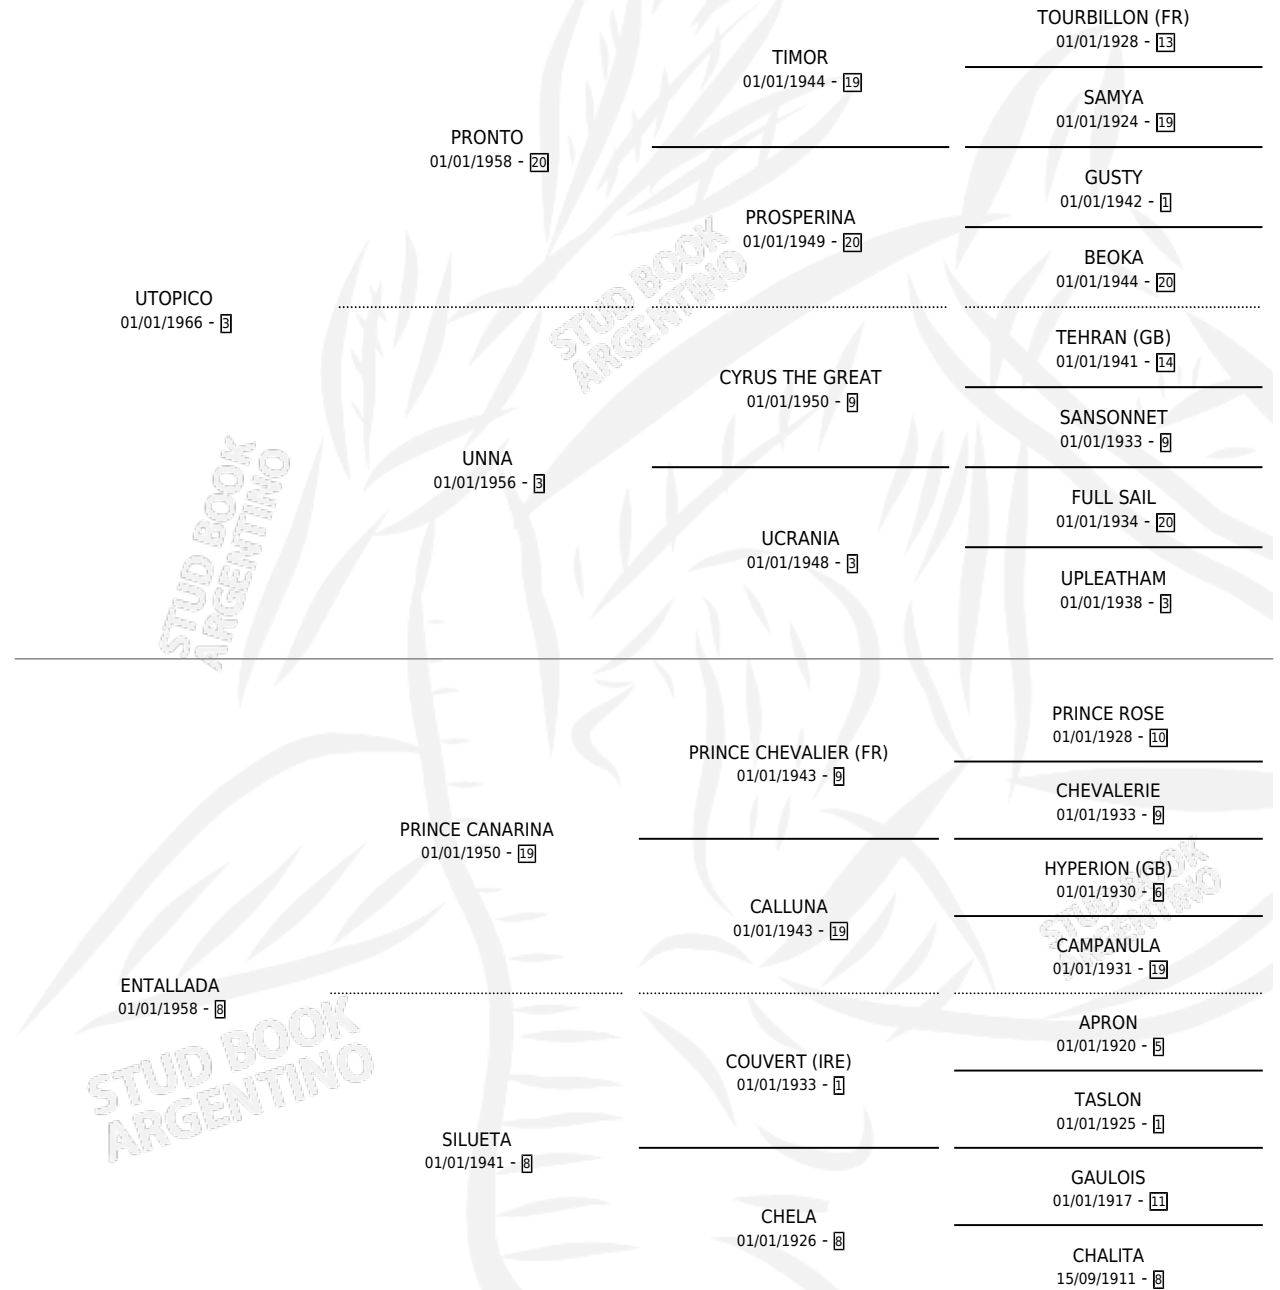 TOURBILLON (FR)
01/01/1928 - 13
TIMOR
01/01/1944 - 19
SAMYA
01/01/1924 - 19
PRONTO
01/01/1958 - 20
GUSTY
01/01/1942 - 1
PROSPERINA
01/01/1949 - 20
BEOKA
01/01/1944 - 20
UTOPICO
01/01/1966 - 3
TEHRAN (GB)
01/01/1941 - 14
CYRUS THE GREAT
01/01/1950 - 9
SANSONNET
01/01/1933 - 9
UNNA
01/01/1956 - 3
FULL SAIL
01/01/1934 - 20
UCRANIA
01/01/1948 - 3
UPLEATHAM
01/01/1938 - 3
STUD BOOK
ARGENTINO
STUD BOOK
ARGENTINO
PRINCE ROSE
01/01/1928 - 10
PRINCE CHEVALIER (FR)
01/01/1943 - 9
CHEVALERIE
01/01/1933 - 9
PRINCE CANARINA
01/01/1950 - 19
HYPERION (GB)
01/01/1930 - 6
CALLUNA
01/01/1943 - 19
CAMPANULA
01/01/1931 - 19
STUD BOOK
ARGENTINO
ENTALLADA
01/01/1958 - 8
APRON
01/01/1920 - 5
COUVERT (IRE)
01/01/1933 - 1
TASLON
01/01/1925 - 1
SILUETA
01/01/1941 - 8
GAULOIS
01/01/1917 - 11
CHELA
01/01/1926 - 8
CHALITA
15/09/1911 - 8
STUD BOOK
ARGENTINO